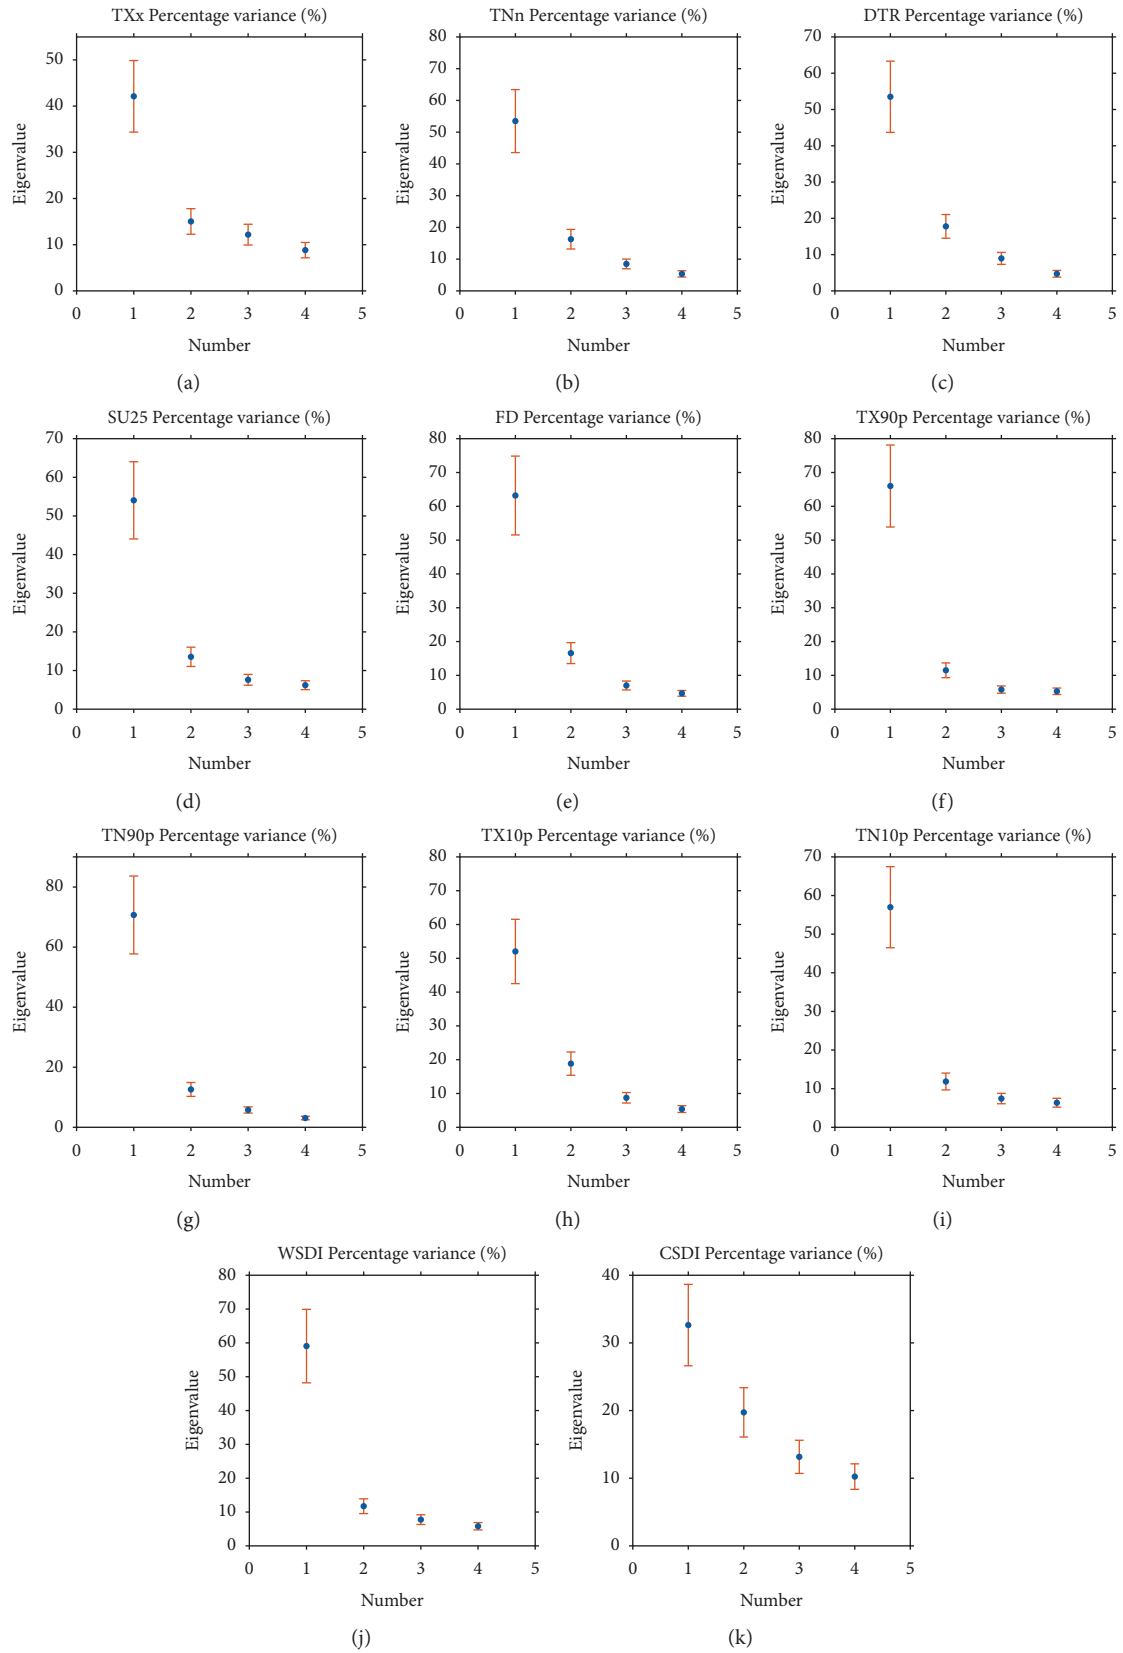 TXx Percentage variance (%)
Eigenvalue
50
40
30
20
10
0
0 1 2 3 4 5
Number
(a)
TNn Percentage variance (%)
Eigenvalue
80
70
60
50
40
30
20
10
0
0 1 2 3 4 5
Number
(b)
DTR Percentage variance (%)
Eigenvalue
70
60
50
40
30
20
10
0
0 1 2 3 4 5
Number
(c)
SU25 Percentage variance (%)
Eigenvalue
70
60
50
40
30
20
10
0
0 1 2 3 4 5
Number
(d)
FD Percentage variance (%)
Eigenvalue
80
70
60
50
40
30
20
10
0
0 1 2 3 4 5
Number
(e)
TX90p Percentage variance (%)
Eigenvalue
80
70
60
50
40
30
20
10
0
0 1 2 3 4 5
Number
(f)
TN90p Percentage variance (%)
Eigenvalue
80
60
40
20
0
0 1 2 3 4 5
Number
(g)
TX10p Percentage variance (%)
Eigenvalue
80
70
60
50
40
30
20
10
0
0 1 2 3 4 5
Number
(h)
TN10p Percentage variance (%)
Eigenvalue
70
60
50
40
30
20
10
0
0 1 2 3 4 5
Number
(i)
WSDI Percentage variance (%)
Eigenvalue
80
70
60
50
40
30
20
10
0
0 1 2 3 4 5
Number
(j)
CSDI Percentage variance (%)
Eigenvalue
40
30
20
10
0
0 1 2 3 4 5
Number
(k)